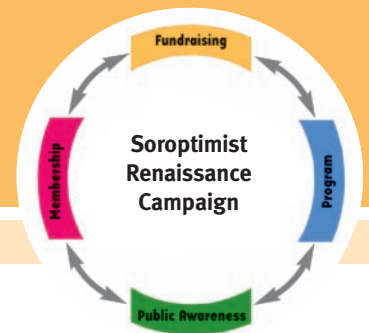 Fundraising
Membership
Soroptimist
Renaissance
Campaign
Program
Public Awareness